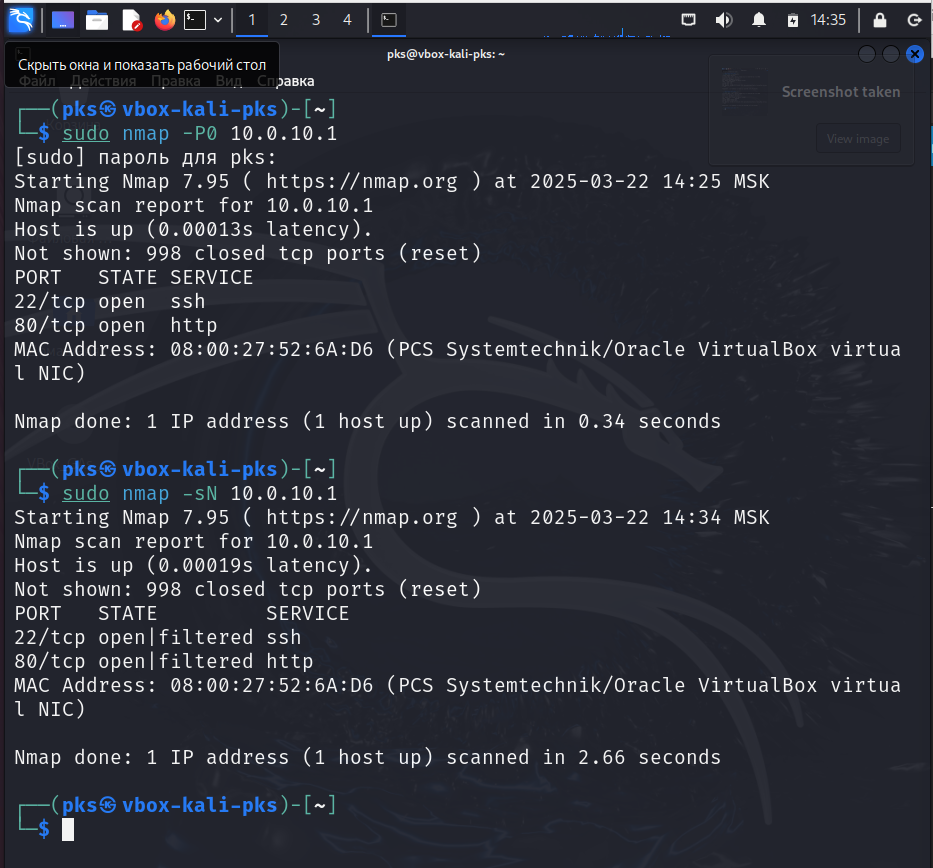 1 2 3 4 14:35
pks@vbox-kali-pks: ~
Скрыть окна и показать рабочий стол
Файл Действия Правка Вид Справка
Screenshot taken
View image
┌──(pks㉿vbox-kali-pks)-[~]
└─$ sudo nmap -P0 10.0.10.1
[sudo] пароль для pks:
Starting Nmap 7.95 ( https://nmap.org ) at 2025-03-22 14:25 MSK
Nmap scan report for 10.0.10.1
Host is up (0.00013s latency).
Not shown: 998 closed tcp ports (reset)
PORT   STATE SERVICE
22/tcp open  ssh
80/tcp open  http
MAC Address: 08:00:27:52:6A:D6 (PCS Systemtechnik/Oracle VirtualBox virtua
l NIC)
Nmap done: 1 IP address (1 host up) scanned in 0.34 seconds
┌──(pks㉿vbox-kali-pks)-[~]
└─$ sudo nmap -sN 10.0.10.1
Starting Nmap 7.95 ( https://nmap.org ) at 2025-03-22 14:34 MSK
Nmap scan report for 10.0.10.1
Host is up (0.00019s latency).
Not shown: 998 closed tcp ports (reset)
PORT   STATE         SERVICE
22/tcp open|filtered ssh
80/tcp open|filtered http
MAC Address: 08:00:27:52:6A:D6 (PCS Systemtechnik/Oracle VirtualBox virtua
l NIC)
Nmap done: 1 IP address (1 host up) scanned in 2.66 seconds
┌──(pks㉿vbox-kali-pks)-[~]
└─$